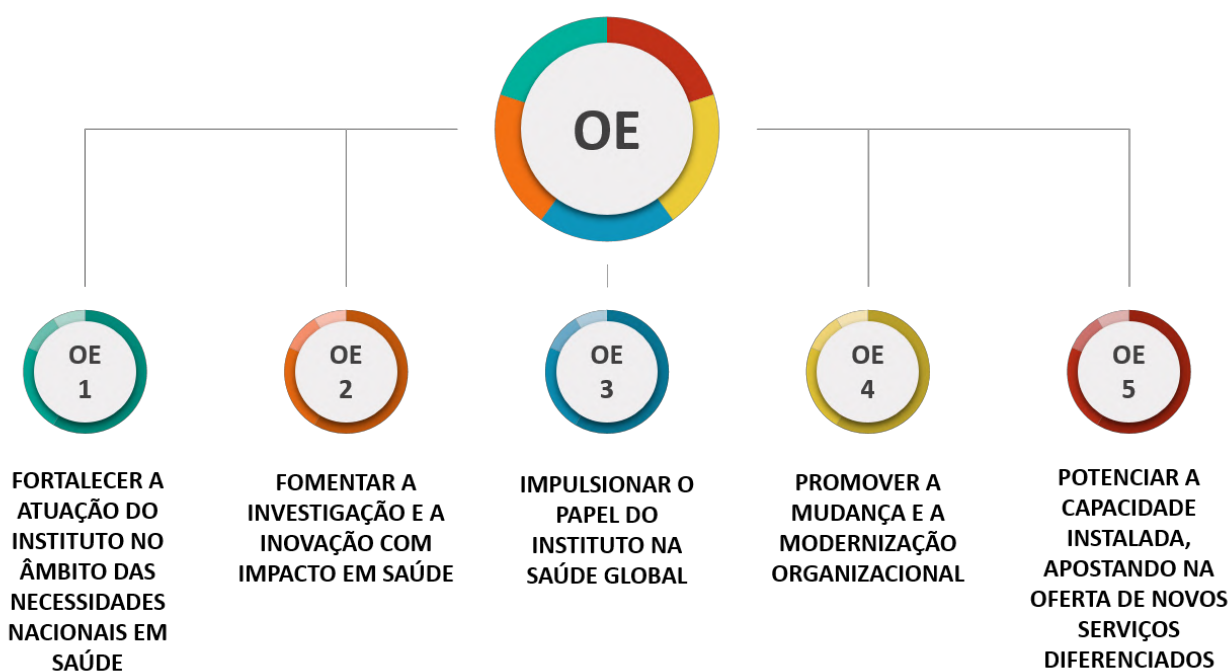 OE
OE
1
OE
2
OE
3
OE
4
OE
5
FORTALECER A
ATUAÇÃO DO
INSTITUTO NO
ÂMBITO DAS
NECESSIDADES
NACIONAIS EM
SAÚDE
FOMENTAR A
INVESTIGAÇÃO E A
INOVAÇÃO COM
IMPACTO EM SAÚDE
IMPULSIONAR O
PAPEL DO
INSTITUTO NA
SAÚDE GLOBAL
PROMOVER A
MUDANÇA E A
MODERNIZAÇÃO
ORGANIZACIONAL
POTENCIAR A
CAPACIDADE
INSTALADA,
APOSTANDO NA
OFERTA DE NOVOS
SERVIÇOS
DIFERENCIADOS